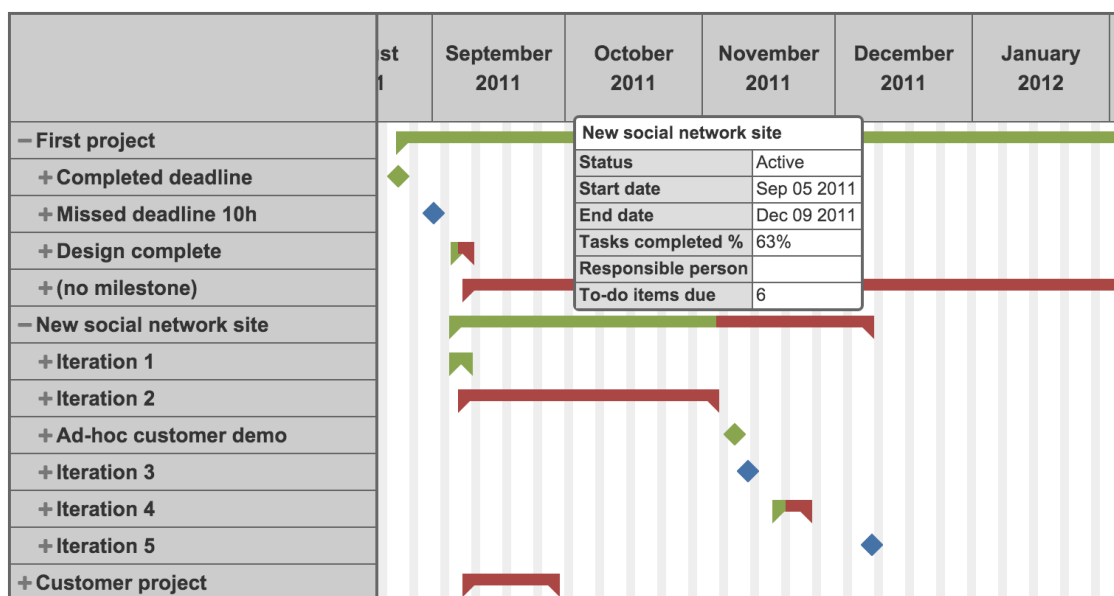 st September October November December January
1 2011 2011 2011 2011 2012
First project
New social network site
Status Active
Completed deadline
Start date Sep 05 2011
Missed deadline 10h
End date Dec 09 2011
Design complete
Tasks completed % 63%
Responsible person
(no milestone)
To-do items due 6
New social network site
Iteration 1
Iteration 2
Ad-hoc customer demo
Iteration 3
Iteration 4
Iteration 5
Customer project